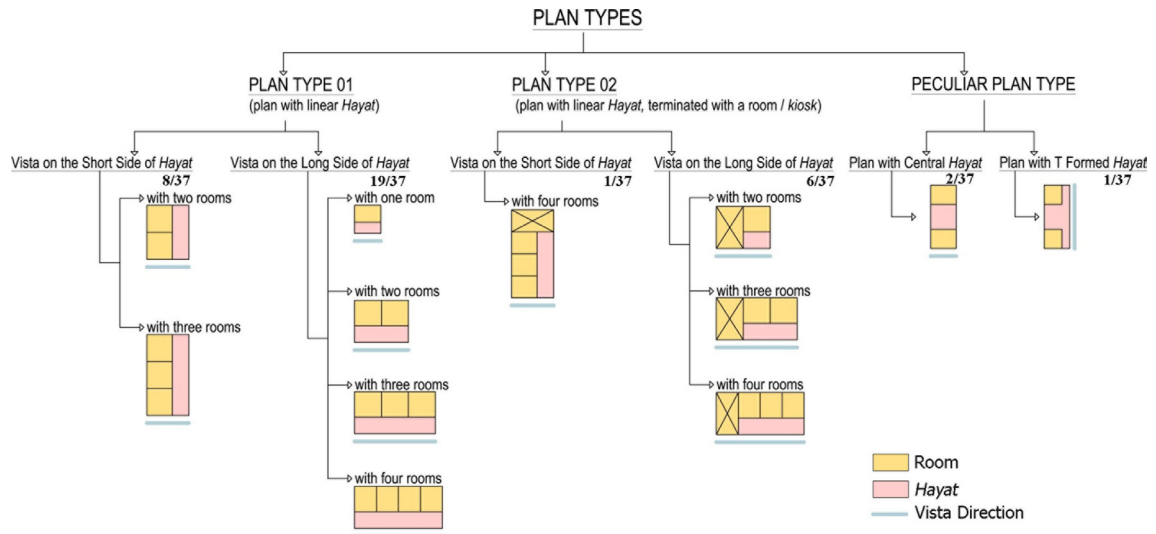 PLAN TYPES
PLAN TYPE 01
(plan with linear Hayat)
PLAN TYPE 02
(plan with linear Hayat, terminated with a room / kiosk)
PECULIAR PLAN TYPE
Vista on the Short Side of Hayat
8/37
with two rooms
with three rooms
Vista on the Long Side of Hayat
19/37
with one room
with two rooms
with three rooms
with four rooms
Vista on the Short Side of Hayat
1/37
with four rooms
Vista on the Long Side of Hayat
6/37
with two rooms
with three rooms
with four rooms
Plan with Central Hayat
2/37
Plan with T Formed Hayat
1/37
Room
Hayat
Vista Direction